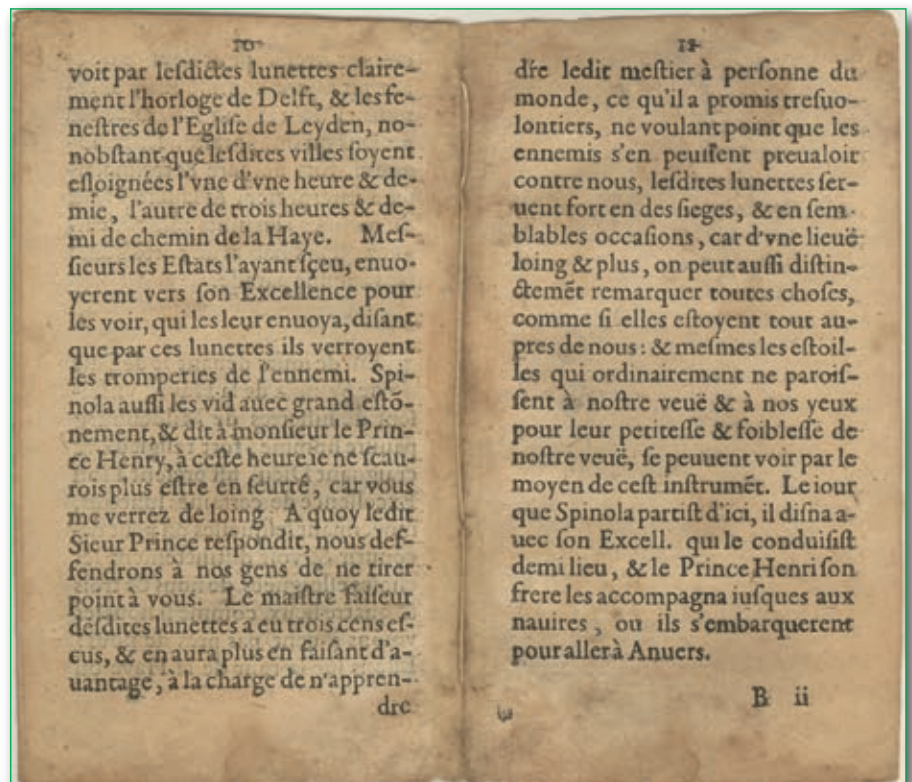 10
voit par leſdictes lunettes claire-
ment l'horloge de Delft, & les fe-
neſtres de l'Egliſe de Leyden, no-
nobſtant que leſdites villes ſoyent
eſloignées l'vne d'vne heure & de-
mie, l'autre de trois heures & de-
mi de chemin de la Haye. Meſ-
ſieurs les Eſtats l'ayant ſçeu, enuo-
yerent vers ſon Excellence pour
les voir, qui les leur enuoya, diſant
que par ces lunettes ils verroyent
les tromperies de l'ennemi. Spi-
nola auſſi les vid auec grand eſtõ-
nement, & dit à monſieur le Prin-
ce Henry, à ceſte heure ie ne ſcau-
rois plus eſtre en ſeurté, car vous
me verrez de loing. A quoy ledit
Sieur Prince reſpondit, nous deſ-
fendrons à nos gens de ne tirer
point à vous. Le maiſtre faiſeur
deſdites lunettes a eu trois cens eſ-
cus, & en aura plus en faiſant d'a-
uantage, à la charge de n'appren-
dre
11
dre ledit meſtier à perſonne du
monde, ce qu'il a promis treſuo-
lontiers, ne voulant point que les
ennemis s'en peuſſent preualoir
contre nous, leſdites lunettes ſer-
uent fort en des ſieges, & en ſem-
blables occaſions, car d'vne lieuë
loing & plus, on peut auſſi diſtin-
ctemẽt remarquer toutes choſes,
comme ſi elles eſtoyent tout au-
pres de nous: & meſmes les eſtoil-
les qui ordinairement ne paroiſ-
ſent à noſtre veuë & à nos yeux
pour leur petiteſſe & foibleſſe de
noſtre veuë, ſe peuuent voir par le
moyen de ceſt inſtrumẽt. Le iour
que Spinola partiſt d'ici, il diſna a-
uec ſon Excell. qui le conduiſiſt
demi lieu, & le Prince Henri ſon
frere les accompagna iuſques aux
nauires, ou ils s'embarquerent
pour aller à Anuers.
B ii